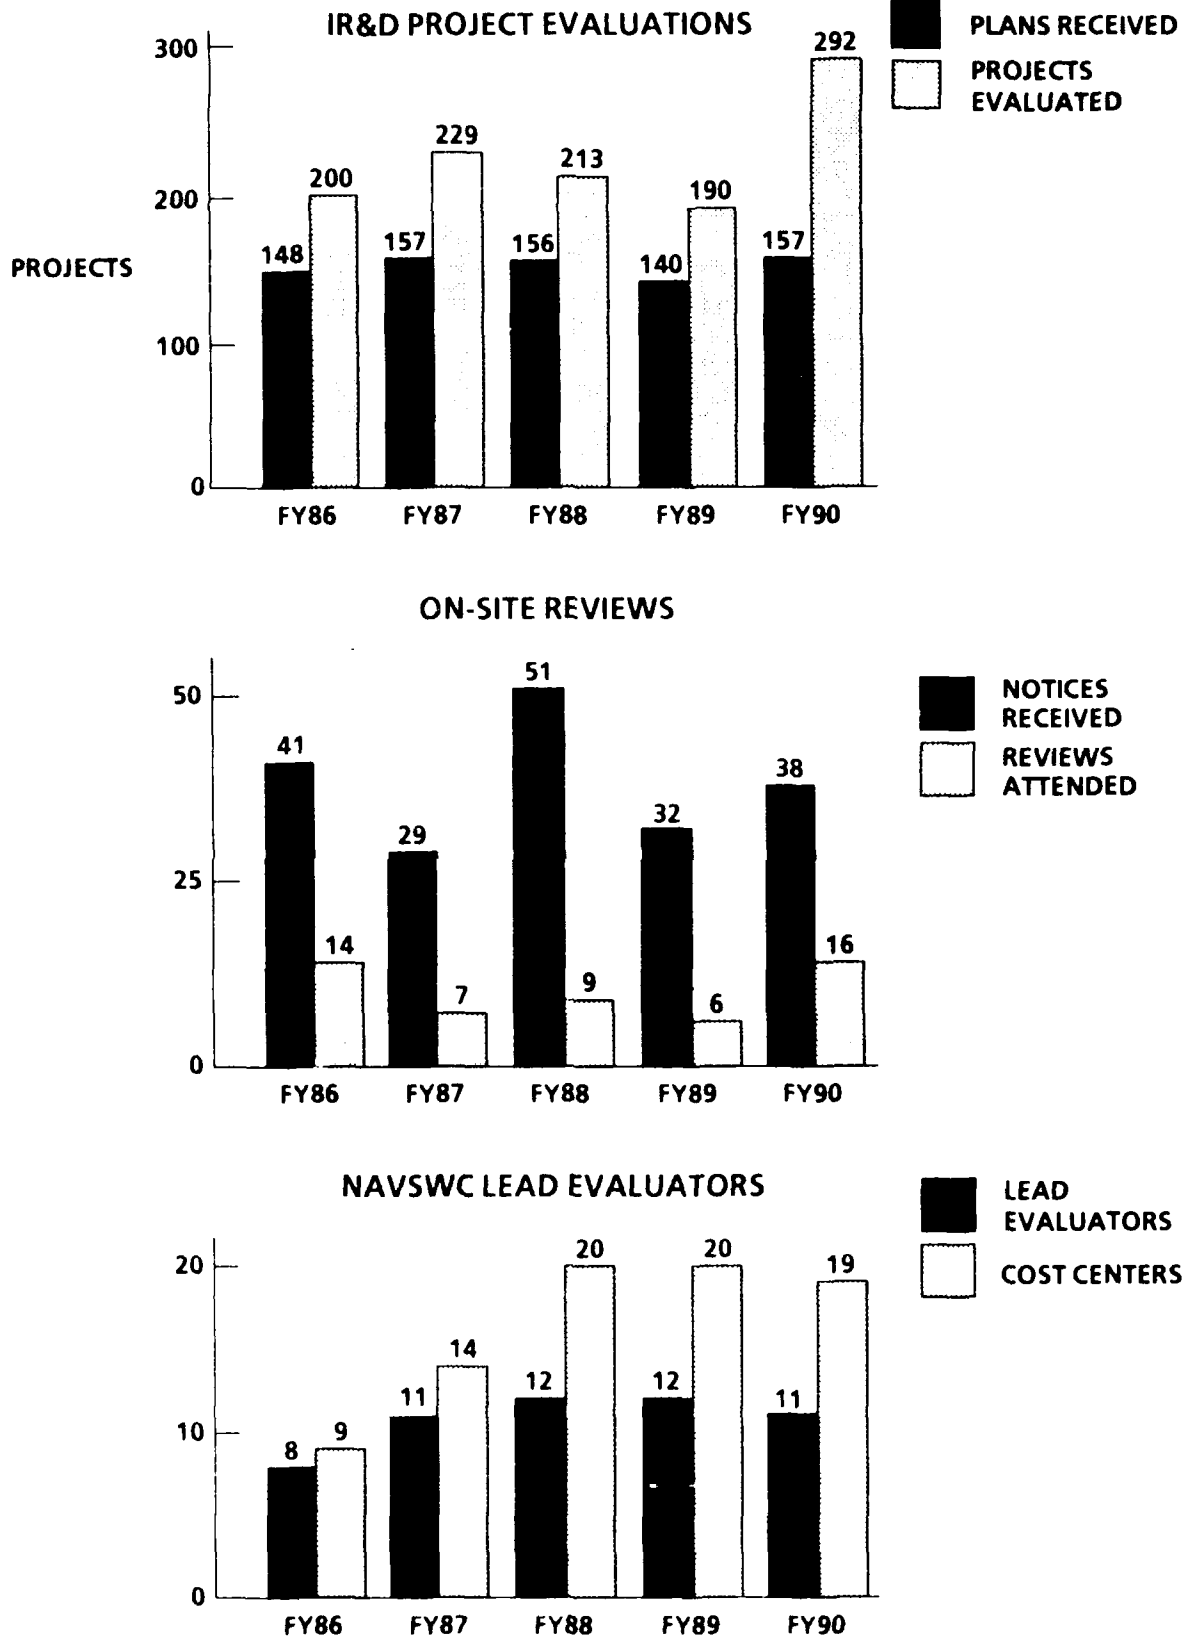 IR&D PROJECT EVALUATIONS
PLANS RECEIVED
PROJECTS
EVALUATED
300
200
100
0
PROJECTS
148
200
157
229
156
213
140
190
157
292
FY86
FY87
FY88
FY89
FY90
ON-SITE REVIEWS
NOTICES
RECEIVED
REVIEWS
ATTENDED
50
25
0
41
14
29
7
51
9
32
6
38
16
FY86
FY87
FY88
FY89
FY90
NAVSWC LEAD EVALUATORS
LEAD
EVALUATORS
COST CENTERS
20
10
0
8
9
11
14
12
20
12
20
11
19
FY86
FY87
FY88
FY89
FY90